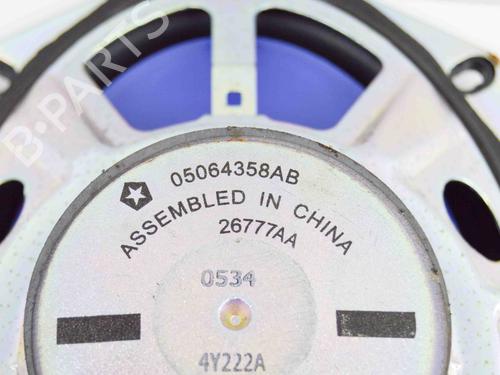 B-PARTS
05064358AB
ASSEMBLED IN CHINA
26777AA
0534
4Y222A